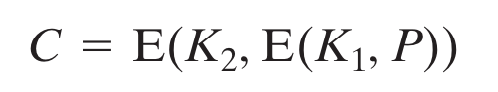 C = E(K₂, E(K₁, P))